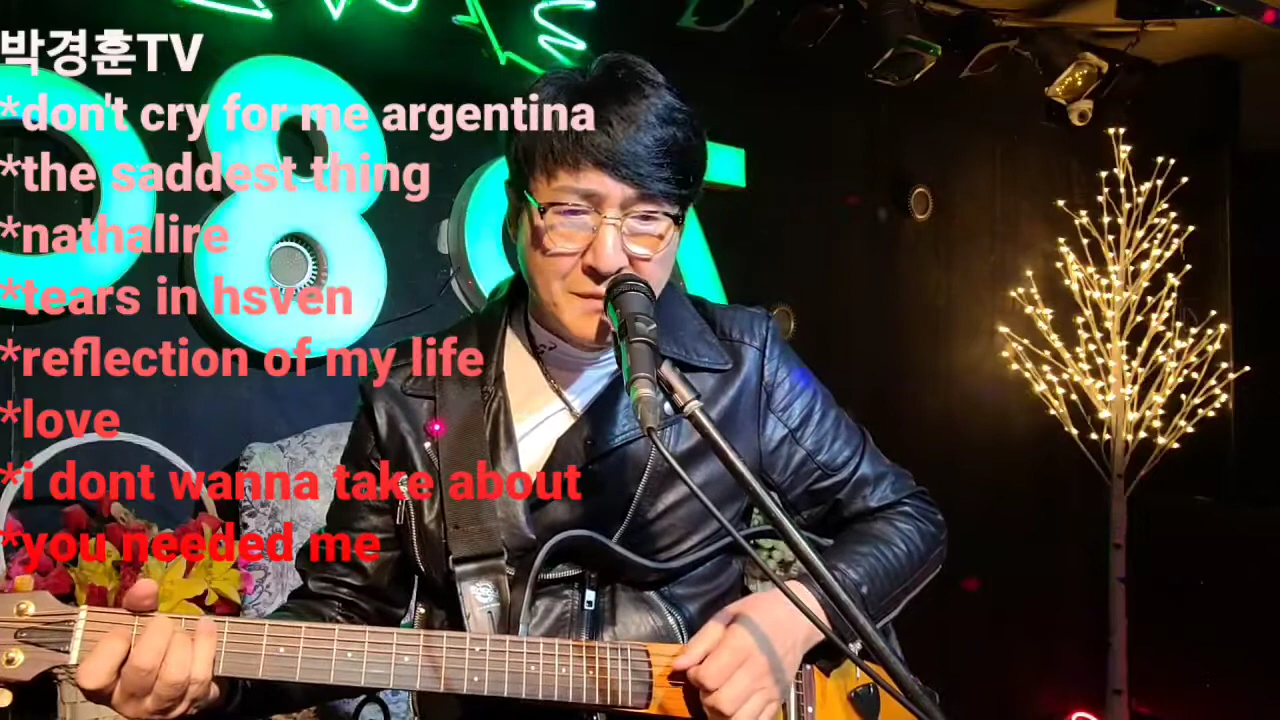 박경훈TV
*don't cry for me argentina
*the saddest thing
*nathalire
*tears in hsven
*reflection of my life
*love
*i dont wanna take about
*you needed me